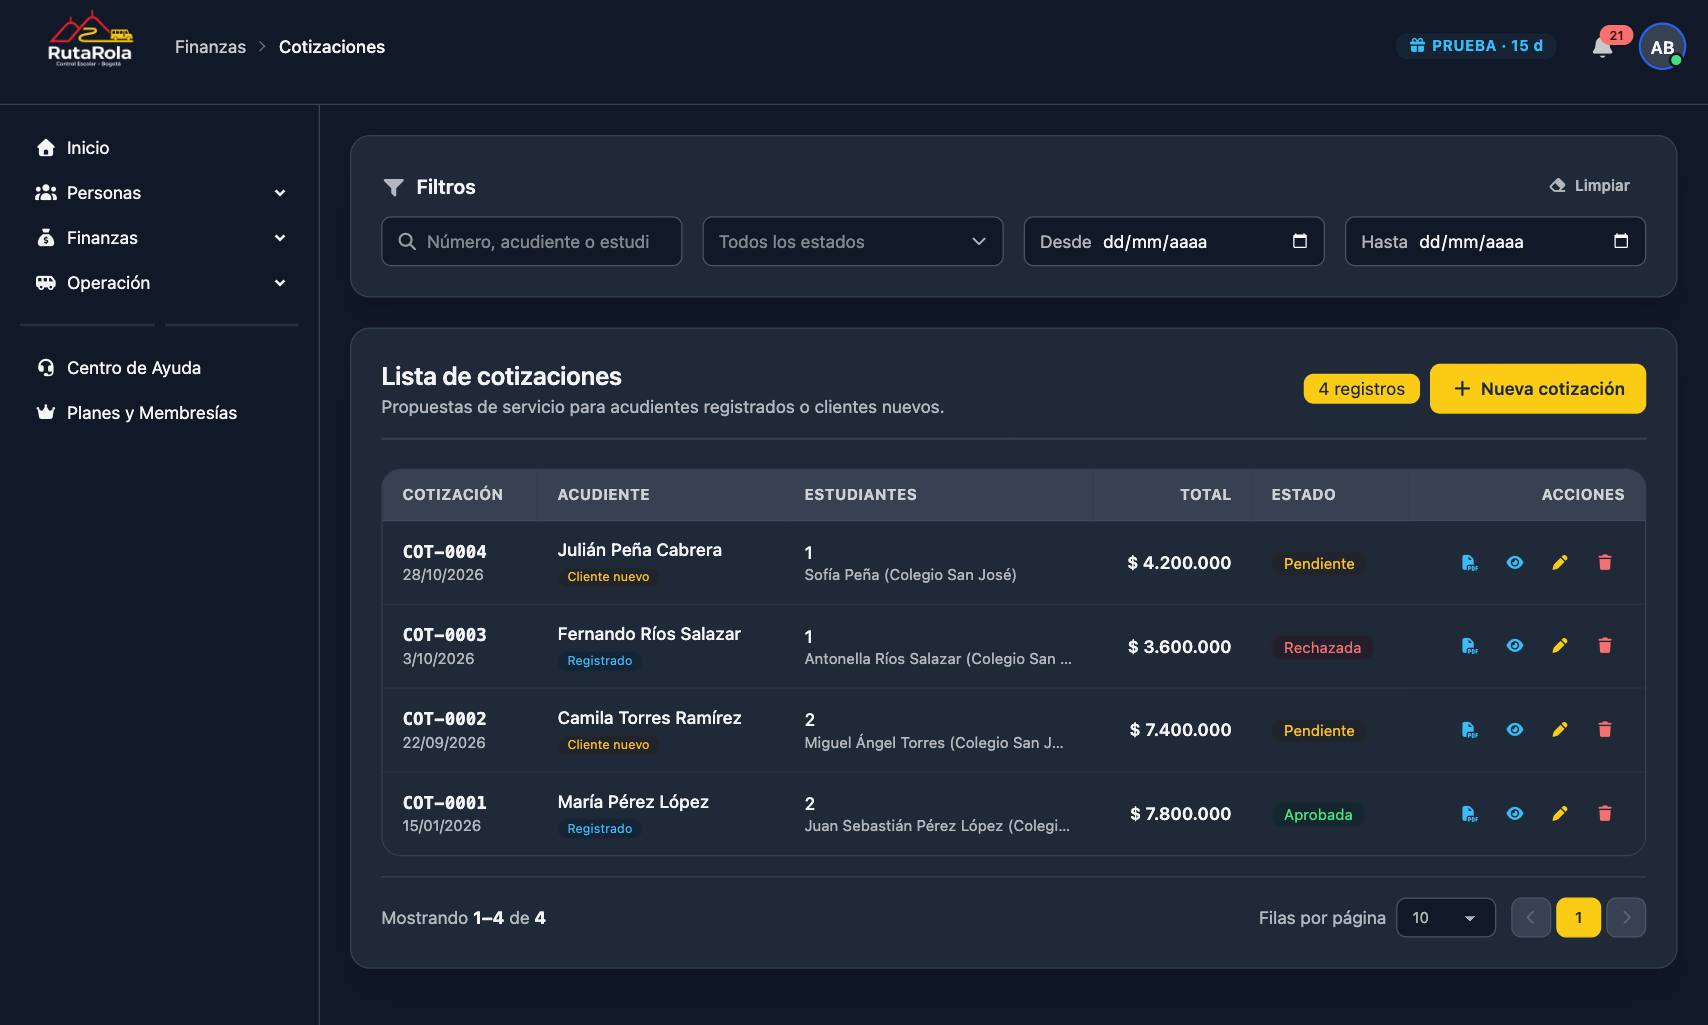 RutaRola
Control Escolar - Bogotá
Finanzas > Cotizaciones
PRUEBA · 15 d
21
AB
Inicio
Personas
Finanzas
Operación
Centro de Ayuda
Planes y Membresías
Filtros
Limpiar
Número, acudiente o estudi
Todos los estados
Desde dd/mm/aaaa
Hasta dd/mm/aaaa
Lista de cotizaciones
Propuestas de servicio para acudientes registrados o clientes nuevos.
4 registros
+ Nueva cotización
COTIZACIÓN ACUDIENTE ESTUDIANTES TOTAL ESTADO ACCIONES
COT-0004 Julián Peña Cabrera 1 $ 4.200.000 Pendiente PDF
28/10/2026 Cliente nuevo Sofía Peña (Colegio San José)
COT-0003 Fernando Ríos Salazar 1 $ 3.600.000 Rechazada PDF
3/10/2026 Registrado Antonella Ríos Salazar (Colegio San ...
COT-0002 Camila Torres Ramírez 2 $ 7.400.000 Pendiente PDF
22/09/2026 Cliente nuevo Miguel Ángel Torres (Colegio San J...
COT-0001 María Pérez López 2 $ 7.800.000 Aprobada PDF
15/01/2026 Registrado Juan Sebastián Pérez López (Colegi...
Mostrando 1–4 de 4
Filas por página 10
1